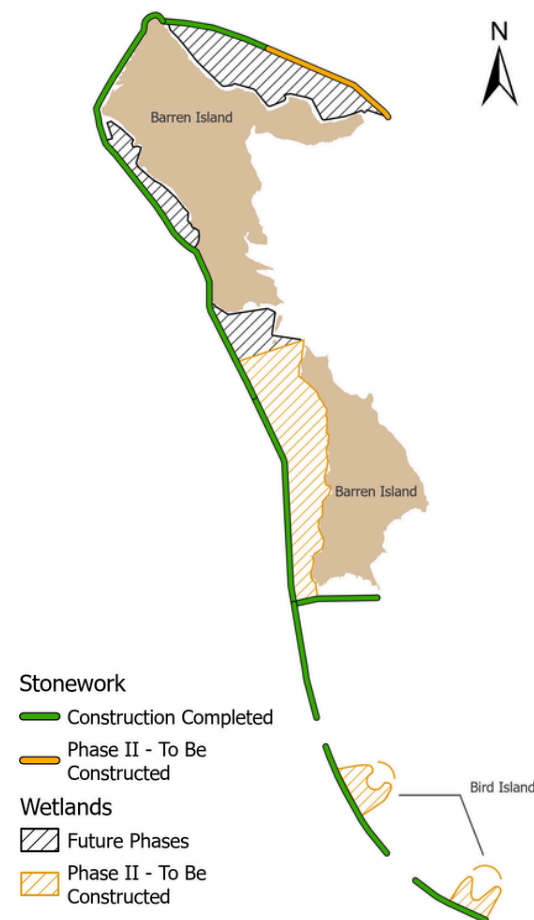 N
Barren Island
Barren Island
Stonework
Construction Completed
Phase II - To Be
Constructed
Wetlands
Future Phases
Phase II - To Be
Constructed
Bird Island